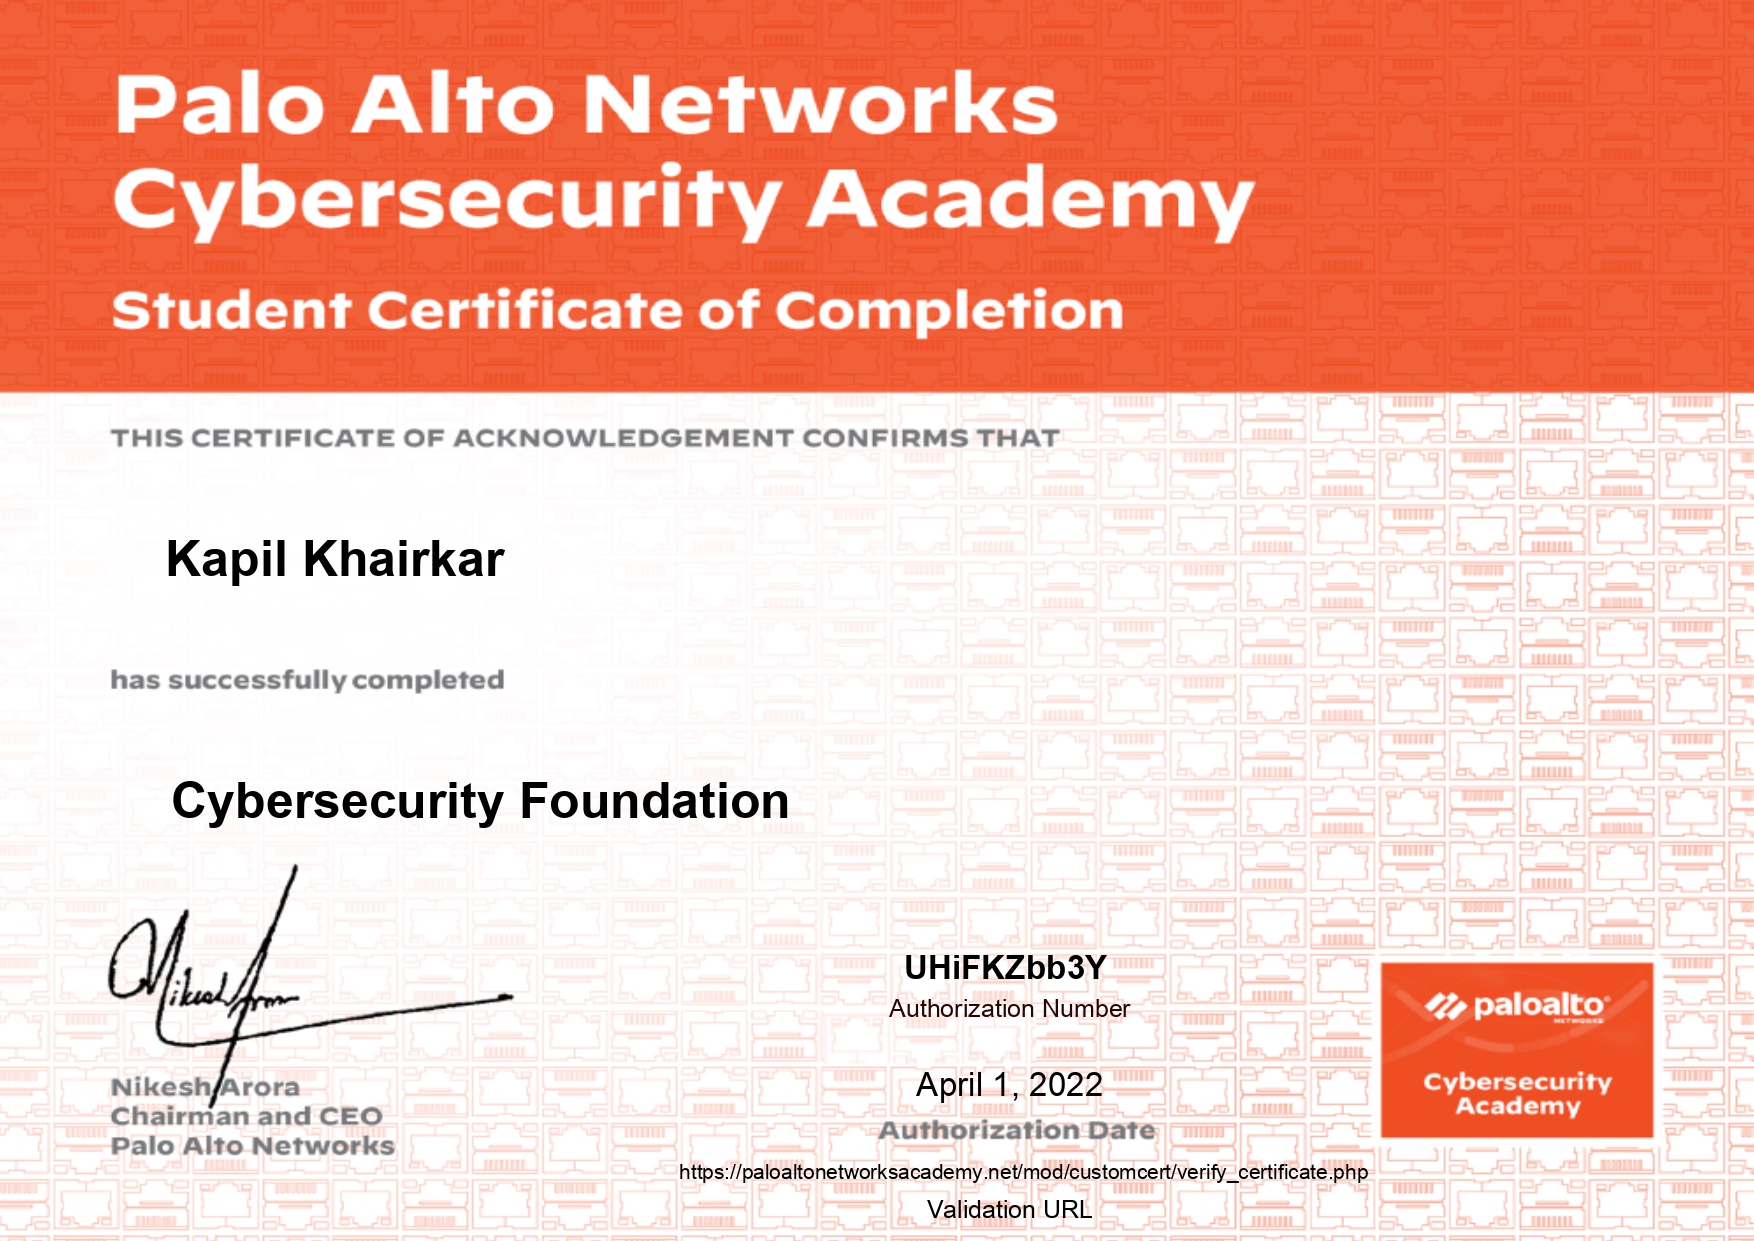 Palo Alto Networks
Cybersecurity Academy
Student Certificate of Completion
THIS CERTIFICATE OF ACKNOWLEDGEMENT CONFIRMS THAT
Kapil Khairkar
has successfully completed
Cybersecurity Foundation
Nikesh Arora
Nikesh Arora
Chairman and CEO
Palo Alto Networks
UHiFKZbb3Y
Authorization Number
April 1, 2022
Authorization Date
https://paloaltonetworksacademy.net/mod/customcert/verify_certificate.php
Validation URL
paloalto
NETWORKS
Cybersecurity
Academy